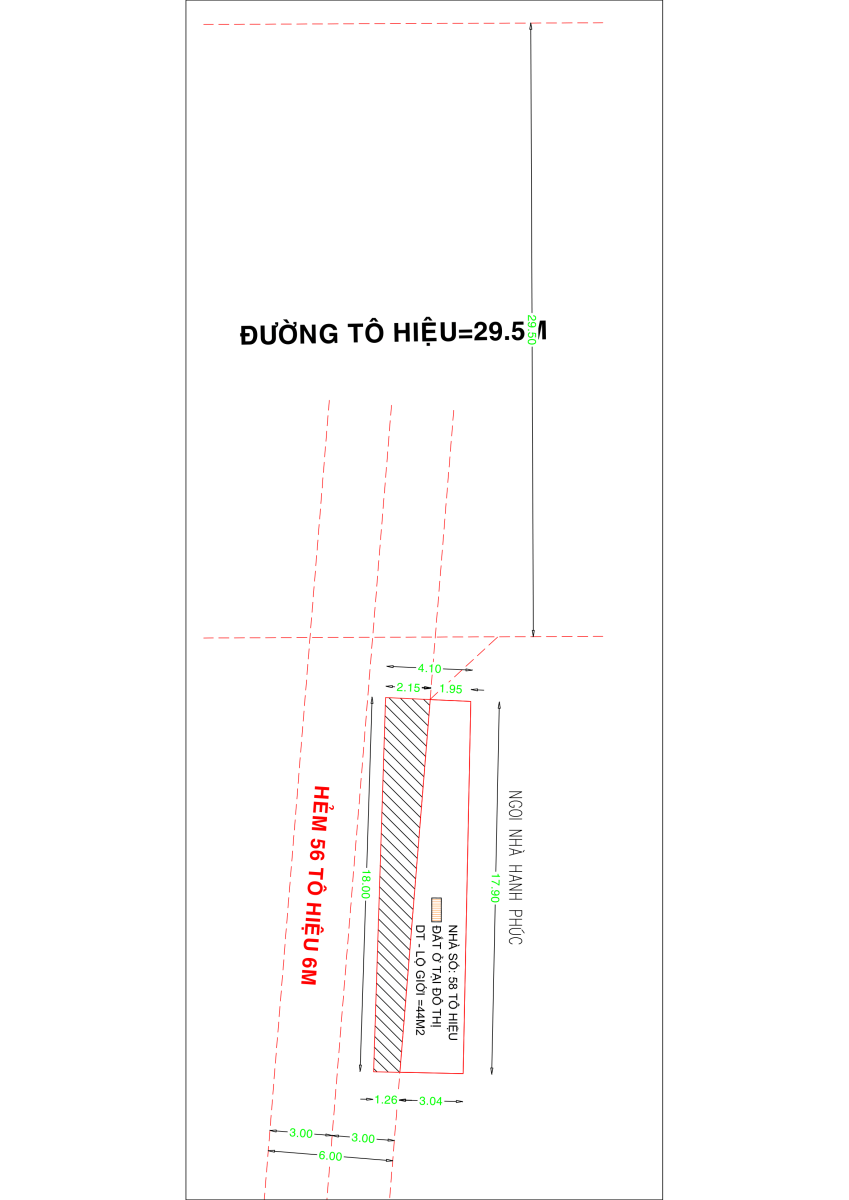 29.50
ĐƯỜNG TÔ HIỆU=29.5M
4.10
2.15
1.95
HẺM 56 TÔ HIỆU 6M
18.00
17.90
NGOI NHÀ HANH PHÚC
NHÀ SỐ: 58 TÔ HIỆU
ĐẤT Ở TẠI ĐÔ THỊ
DT - LỘ GIỚI =44M2
1.26
3.04
3.00
3.00
6.00